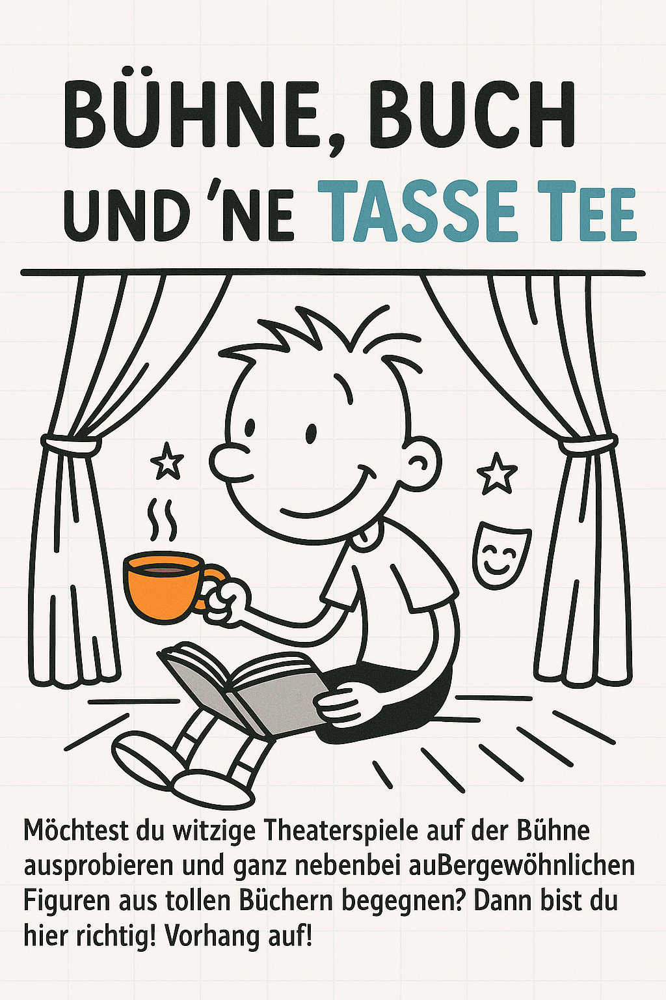 BÜHNE, BUCH
UND 'NE TASSE TEE
Möchtest du witzige Theaterspiele auf der Bühne
ausprobieren und ganz nebenbei auBergewöhnlichen
Figuren aus tollen Büchern begegnen? Dann bist du
hier richtig! Vorhang auf!